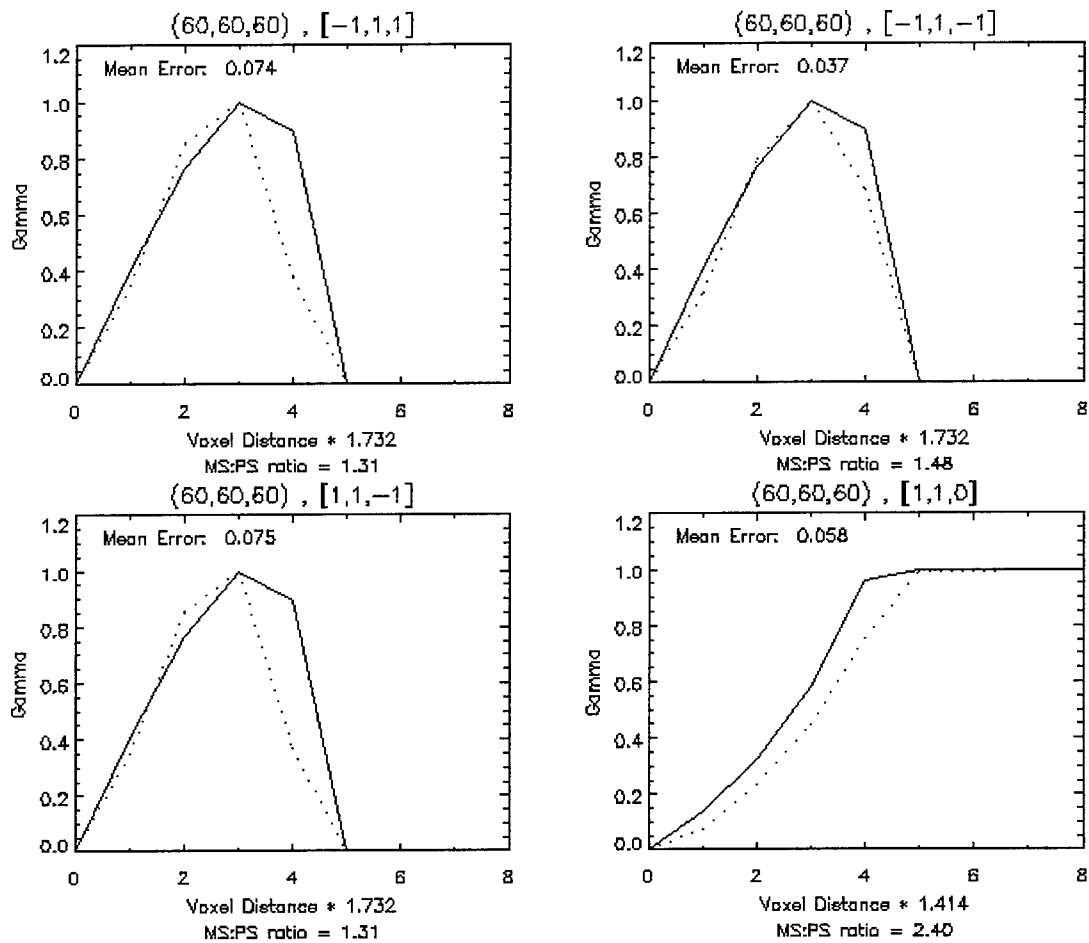 (60,60,60) , [−1,1,1]
Mean Error: 0.074
1.2
1.0
0.8
0.6
0.4
0.2
0.0
Gamma
0 2 4 6 8
Voxel Distance * 1.732
MS:PS ratio = 1.31
(60,60,60) , [−1,1,−1]
Mean Error: 0.037
1.2
1.0
0.8
0.6
0.4
0.2
0.0
Gamma
0 2 4 6 8
Voxel Distance * 1.732
MS:PS ratio = 1.48
(60,60,60) , [1,1,−1]
Mean Error: 0.075
1.2
1.0
0.8
0.6
0.4
0.2
0.0
Gamma
0 2 4 6 8
Voxel Distance * 1.732
MS:PS ratio = 1.31
(60,60,60) , [1,1,0]
Mean Error: 0.058
1.2
1.0
0.8
0.6
0.4
0.2
0.0
Gamma
0 2 4 6 8
Voxel Distance * 1.414
MS:PS ratio = 2.40